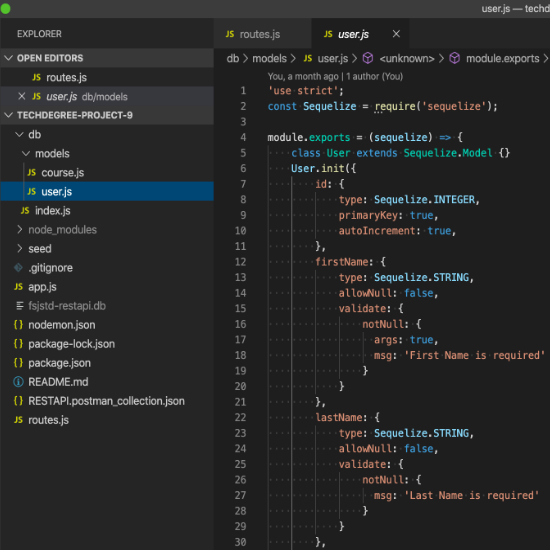 user.js — techd
EXPLORER
OPEN EDITORS
JS routes.js
JS user.js db/models
TECHDEGREE-PROJECT-9
db
models
JS course.js
JS user.js
JS index.js
node_modules
seed
.gitignore
JS app.js
fsjstd-restapi.db
{} nodemon.json
{} package-lock.json
{} package.json
README.md
{} RESTAPI.postman_collection.json
JS routes.js
JS routes.js
JS user.js
db > models > JS user.js > <unknown> > module.exports >
You, a month ago | 1 author (You)
1 'use strict';
2 const Sequelize = require('sequelize');
3
4 module.exports = (sequelize) => {
5 class User extends Sequelize.Model {}
6 User.init({
7 id: {
8 type: Sequelize.INTEGER,
9 primaryKey: true,
10 autoIncrement: true,
11 },
12 firstName: {
13 type: Sequelize.STRING,
14 allowNull: false,
15 validate: {
16 notNull: {
17 args: true,
18 msg: 'First Name is required'
19 }
20 }
21 },
22 lastName: {
23 type: Sequelize.STRING,
24 allowNull: false,
25 validate: {
26 notNull: {
27 msg: 'Last Name is required'
28 }
29 }
30 },